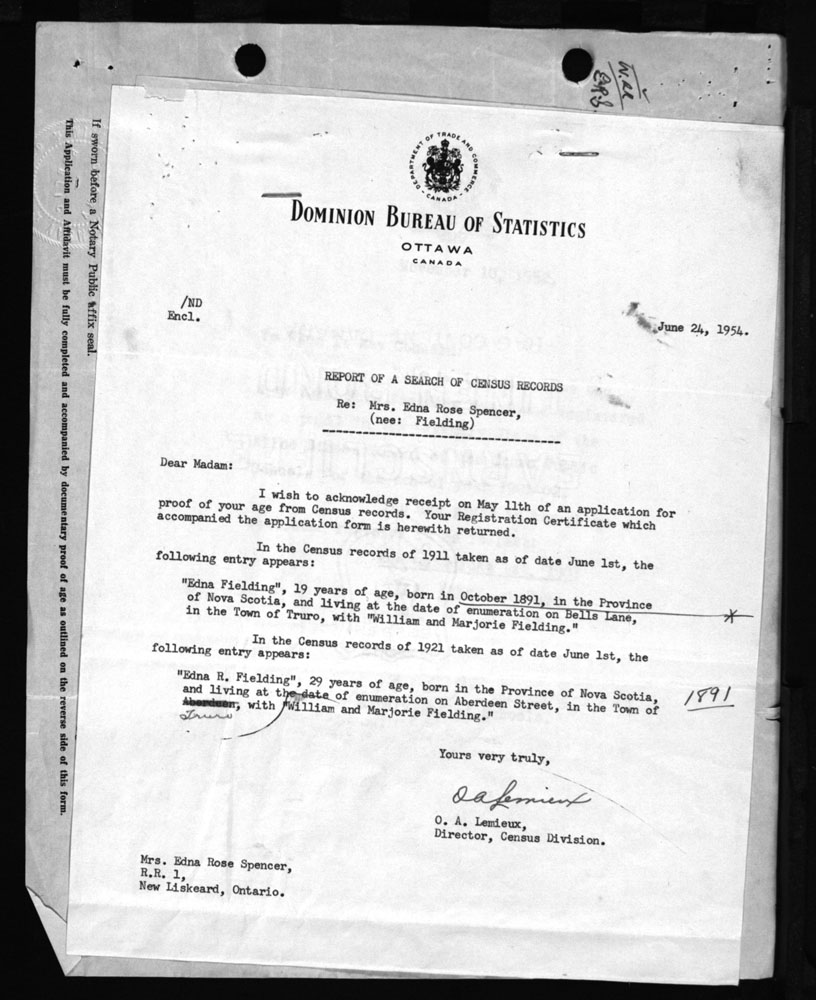 DEPARTMENT OF TRADE AND COMMERCE
- CANADA -
DOMINION BUREAU OF STATISTICS
OTTAWA
CANADA
/ND
Encl.
June 24, 1954.
REPORT OF A SEARCH OF CENSUS RECORDS
Re: Mrs. Edna Rose Spencer,
(nee: Fielding)
Dear Madam:
I wish to acknowledge receipt on May 11th of an application for
proof of your age from Census records. Your Registration Certificate which
accompanied the application form is herewith returned.
In the Census records of 1911 taken as of date June 1st, the
following entry appears:
"Edna Fielding", 19 years of age, born in October 1891, in the Province
of Nova Scotia, and living at the date of enumeration on Bells Lane,
in the Town of Truro, with "William and Marjorie Fielding."
In the Census records of 1921 taken as of date June 1st, the
following entry appears:
"Edna R. Fielding", 29 years of age, born in the Province of Nova Scotia,
and living at the date of enumeration on Aberdeen Street, in the Town of
Aberdeen, with "William and Marjorie Fielding."
Truro
1891
Yours very truly,
O A Lemieux
O. A. Lemieux,
Director, Census Division.
Mrs. Edna Rose Spencer,
R.R. 1,
New Liskeard, Ontario.
If sworn before a Notary Public affix seal.
This Application and Affidavit must be fully completed and accompanied by documentary proof of age as outlined on the reverse side of this form.